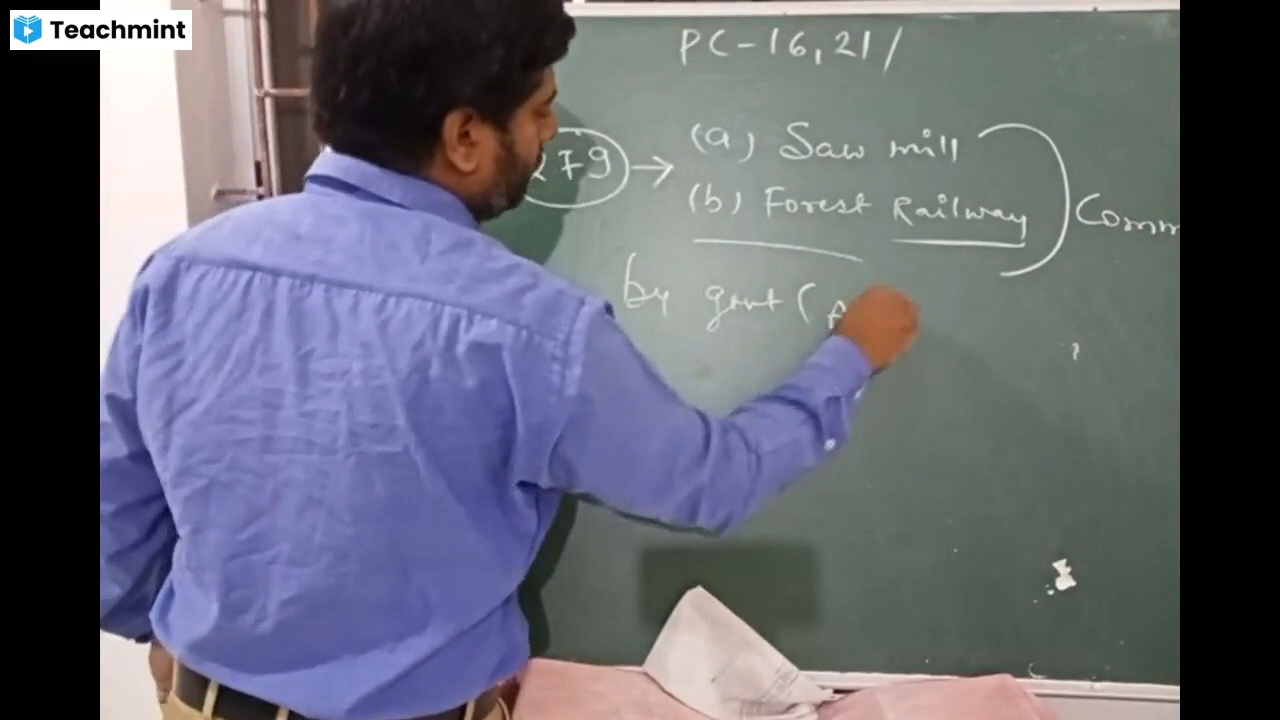 Teachmint
PC-16,21/
279 → (a) Saw mill
(b) Forest Railway
Comm
by govt (